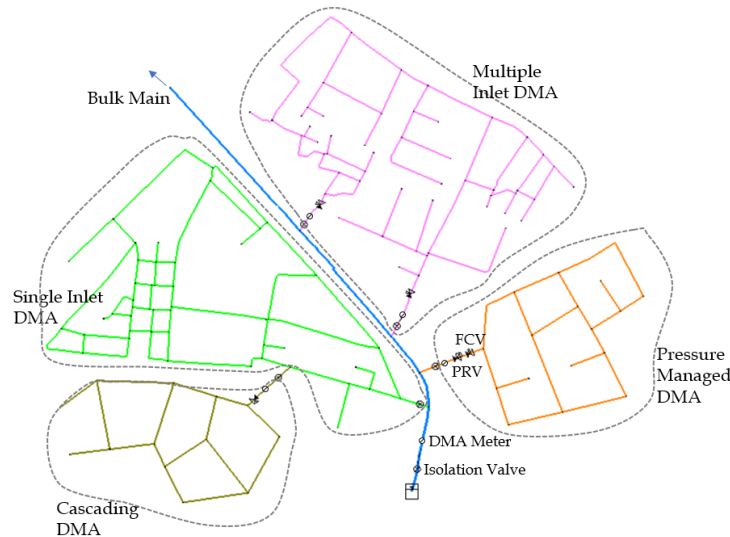 Multiple
Inlet DMA
Bulk Main
Single Inlet
DMA
FCV
PRV
Pressure
Managed
DMA
DMA Meter
Isolation Valve
Cascading
DMA